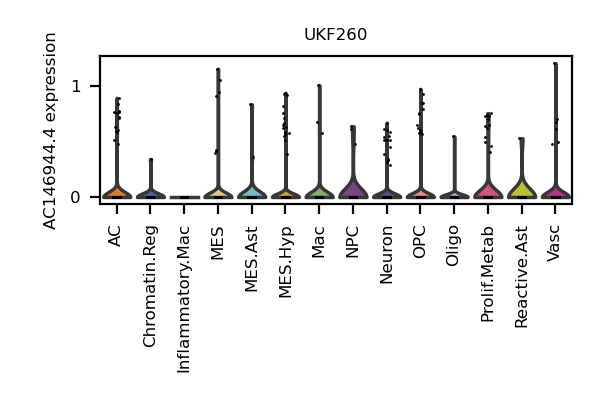 UKF260
AC146944.4 expression
1
0
AC
Chromatin.Reg
Inflammatory.Mac
MES
MES.Ast
MES.Hyp
Mac
NPC
Neuron
OPC
Oligo
Prolif.Metab
Reactive.Ast
Vasc